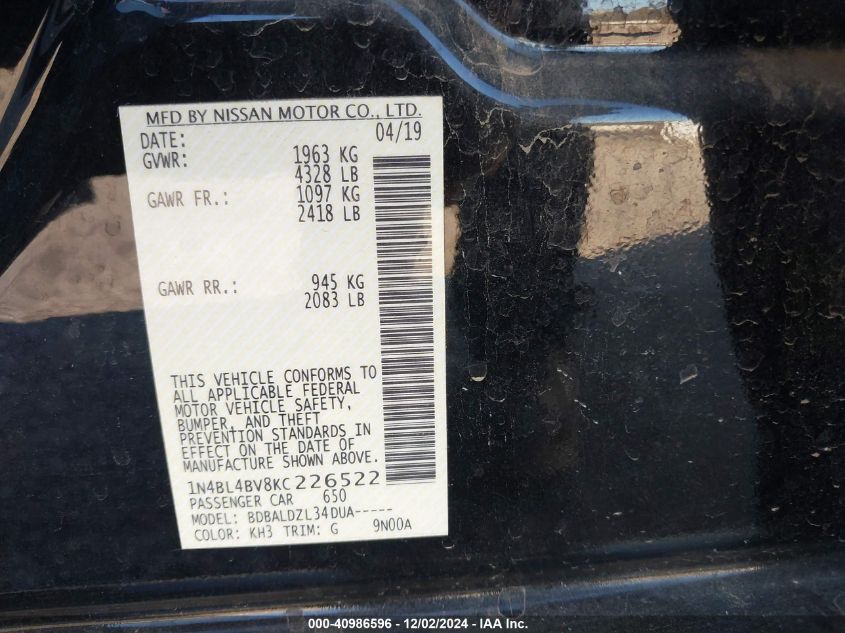 MFD BY NISSAN MOTOR CO., LTD.
DATE: 04/19
GVWR: 1963 KG
4328 LB
GAWR FR.: 1097 KG
2418 LB
GAWR RR.: 945 KG
2083 LB
THIS VEHICLE CONFORMS TO
ALL APPLICABLE FEDERAL
MOTOR VEHICLE SAFETY,
BUMPER, AND THEFT
PREVENTION STANDARDS IN
EFFECT ON THE DATE OF
MANUFACTURE SHOWN ABOVE.
1N4BL4BV8KC226522
PASSENGER CAR 650
MODEL: BDBALDZL34DUA-----
COLOR: KH3 TRIM: G 9N00A
000-40986596 - 12/02/2024 - IAA Inc.